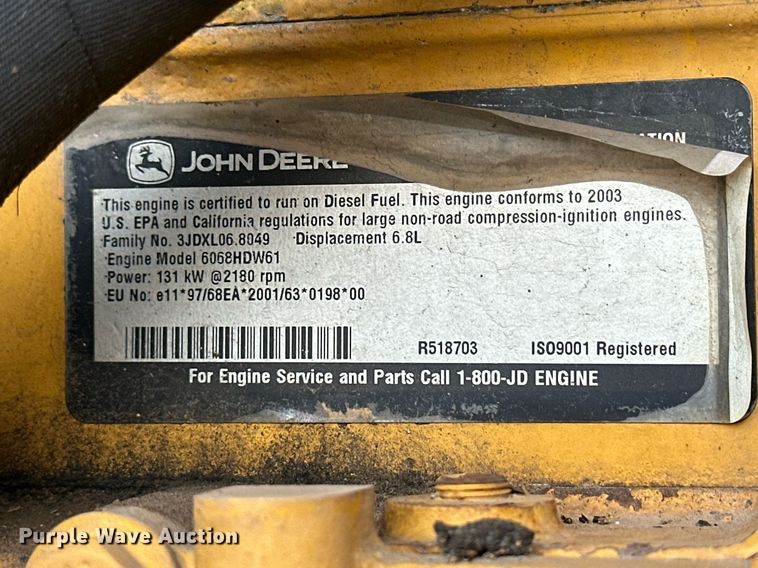 JOHN DEERE
This engine is certified to run on Diesel Fuel. This engine conforms to 2003
U.S. EPA and California regulations for large non-road compression-ignition engines.
Family No. 3JDXL06.8049 Displacement 6.8L
Engine Model 6068HDW61
Power: 131 kW @2180 rpm
EU No: e11*97/68EA*2001/63*0198*00
R518703 ISO9001 Registered
For Engine Service and Parts Call 1-800-JD ENGINE
Purple Wave Auction